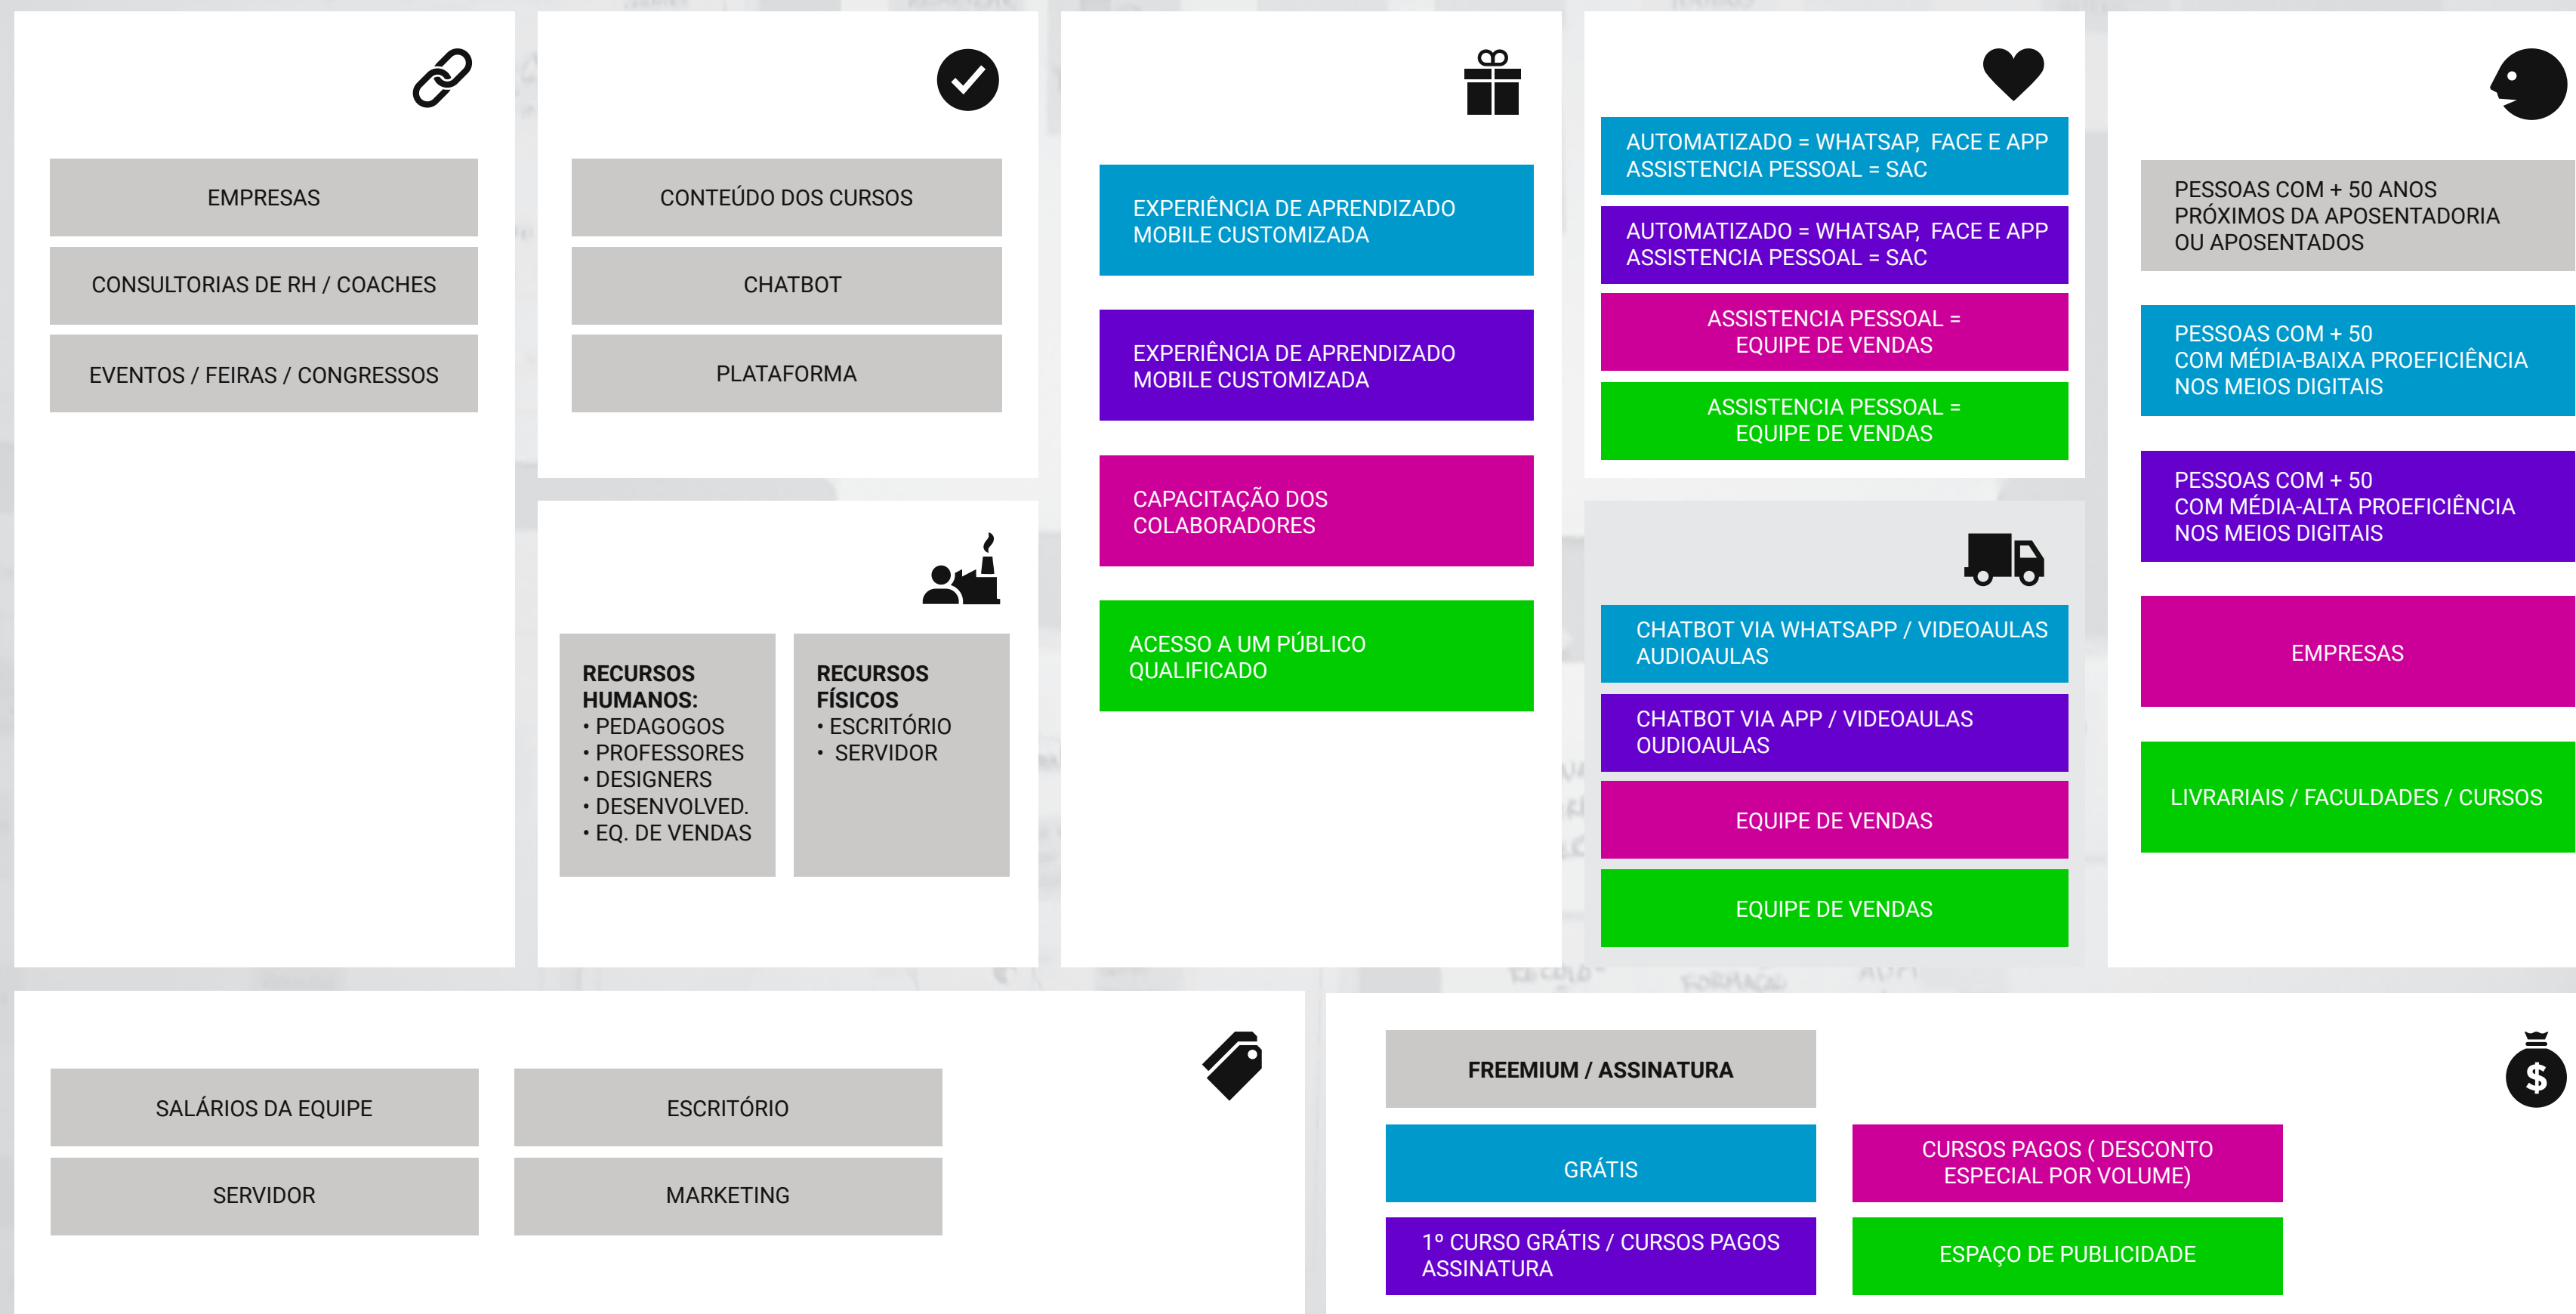 EMPRESAS
CONSULTORIAS DE RH / COACHES
EVENTOS / FEIRAS / CONGRESSOS
CONTEÚDO DOS CURSOS
CHATBOT
PLATAFORMA
RECURSOS
HUMANOS:
• PEDAGOGOS
• PROFESSORES
• DESIGNERS
• DESENVOLVED.
• EQ. DE VENDAS
RECURSOS
FÍSICOS
• ESCRITÓRIO
• SERVIDOR
EXPERIÊNCIA DE APRENDIZADO
MOBILE CUSTOMIZADA
EXPERIÊNCIA DE APRENDIZADO
MOBILE CUSTOMIZADA
CAPACITAÇÃO DOS
COLABORADORES
ACESSO A UM PÚBLICO
QUALIFICADO
AUTOMATIZADO = WHATSAP, FACE E APP
ASSISTENCIA PESSOAL = SAC
AUTOMATIZADO = WHATSAP, FACE E APP
ASSISTENCIA PESSOAL = SAC
ASSISTENCIA PESSOAL =
EQUIPE DE VENDAS
ASSISTENCIA PESSOAL =
EQUIPE DE VENDAS
CHATBOT VIA WHATSAPP / VIDEOAULAS
AUDIOAULAS
CHATBOT VIA APP / VIDEOAULAS
OUDIOAULAS
EQUIPE DE VENDAS
EQUIPE DE VENDAS
PESSOAS COM + 50 ANOS
PRÓXIMOS DA APOSENTADORIA
OU APOSENTADOS
PESSOAS COM + 50
COM MÉDIA-BAIXA PROEFICIÊNCIA
NOS MEIOS DIGITAIS
PESSOAS COM + 50
COM MÉDIA-ALTA PROEFICIÊNCIA
NOS MEIOS DIGITAIS
EMPRESAS
LIVRARIAIS / FACULDADES / CURSOS
SALÁRIOS DA EQUIPE
ESCRITÓRIO
SERVIDOR
MARKETING
FREEMIUM / ASSINATURA
GRÁTIS
CURSOS PAGOS ( DESCONTO
ESPECIAL POR VOLUME)
1º CURSO GRÁTIS / CURSOS PAGOS
ASSINATURA
ESPAÇO DE PUBLICIDADE
$